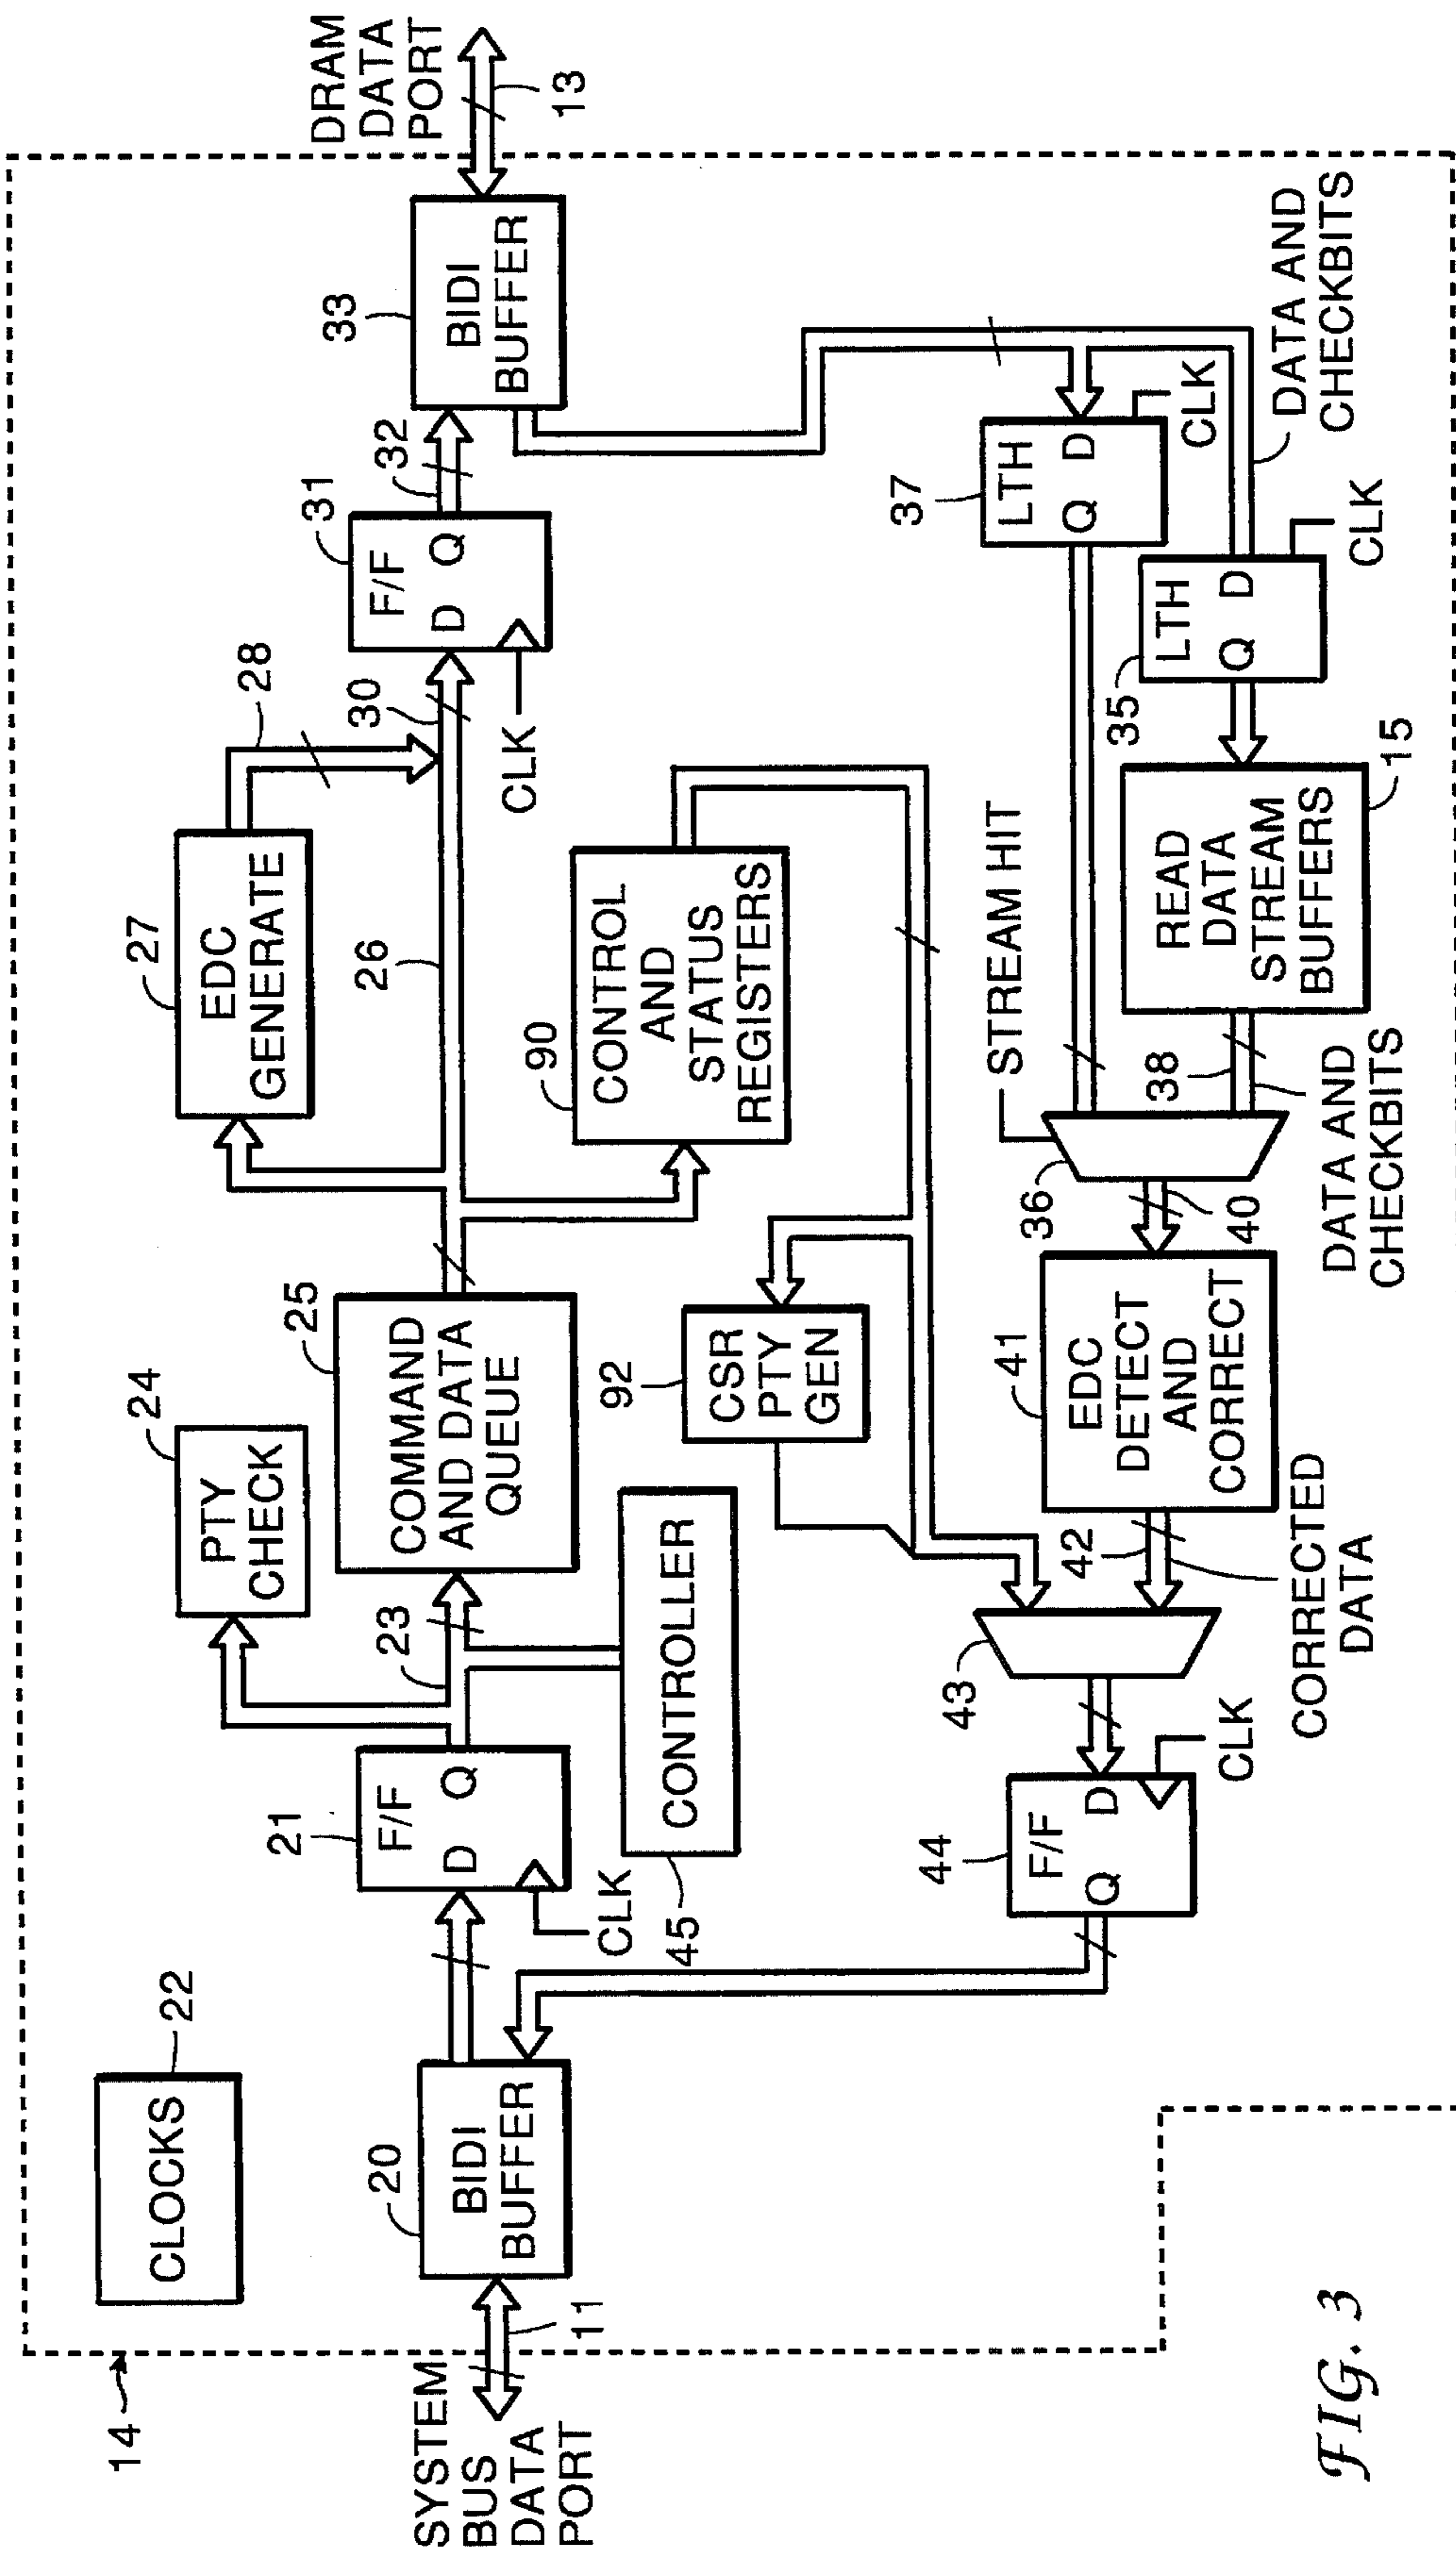 14
CLOCKS
22
SYSTEM
BUS
DATA
PORT
11
20
BIDI
BUFFER
21
F/F
D Q
CLK
23
24
PTY
CHECK
25
COMMAND
AND DATA
QUEUE
45
CONTROLLER
26
27
EDC
GENERATE
28
30
31
F/F
D Q
CLK
32
33
BIDI
BUFFER
DRAM
DATA
PORT
13
90
CONTROL
AND
STATUS
REGISTERS
92
CSR
PTY
GEN
44
F/F
Q D
CLK
43
42
CORRECTED
DATA
41
EDC
DETECT
AND
CORRECT
40
36
STREAM HIT
38
DATA AND
CHECKBITS
READ
DATA
STREAM
BUFFERS
15
35
LTH
Q D
CLK
37
LTH
Q D
CLK
DATA AND
CHECKBITS
FIG. 3